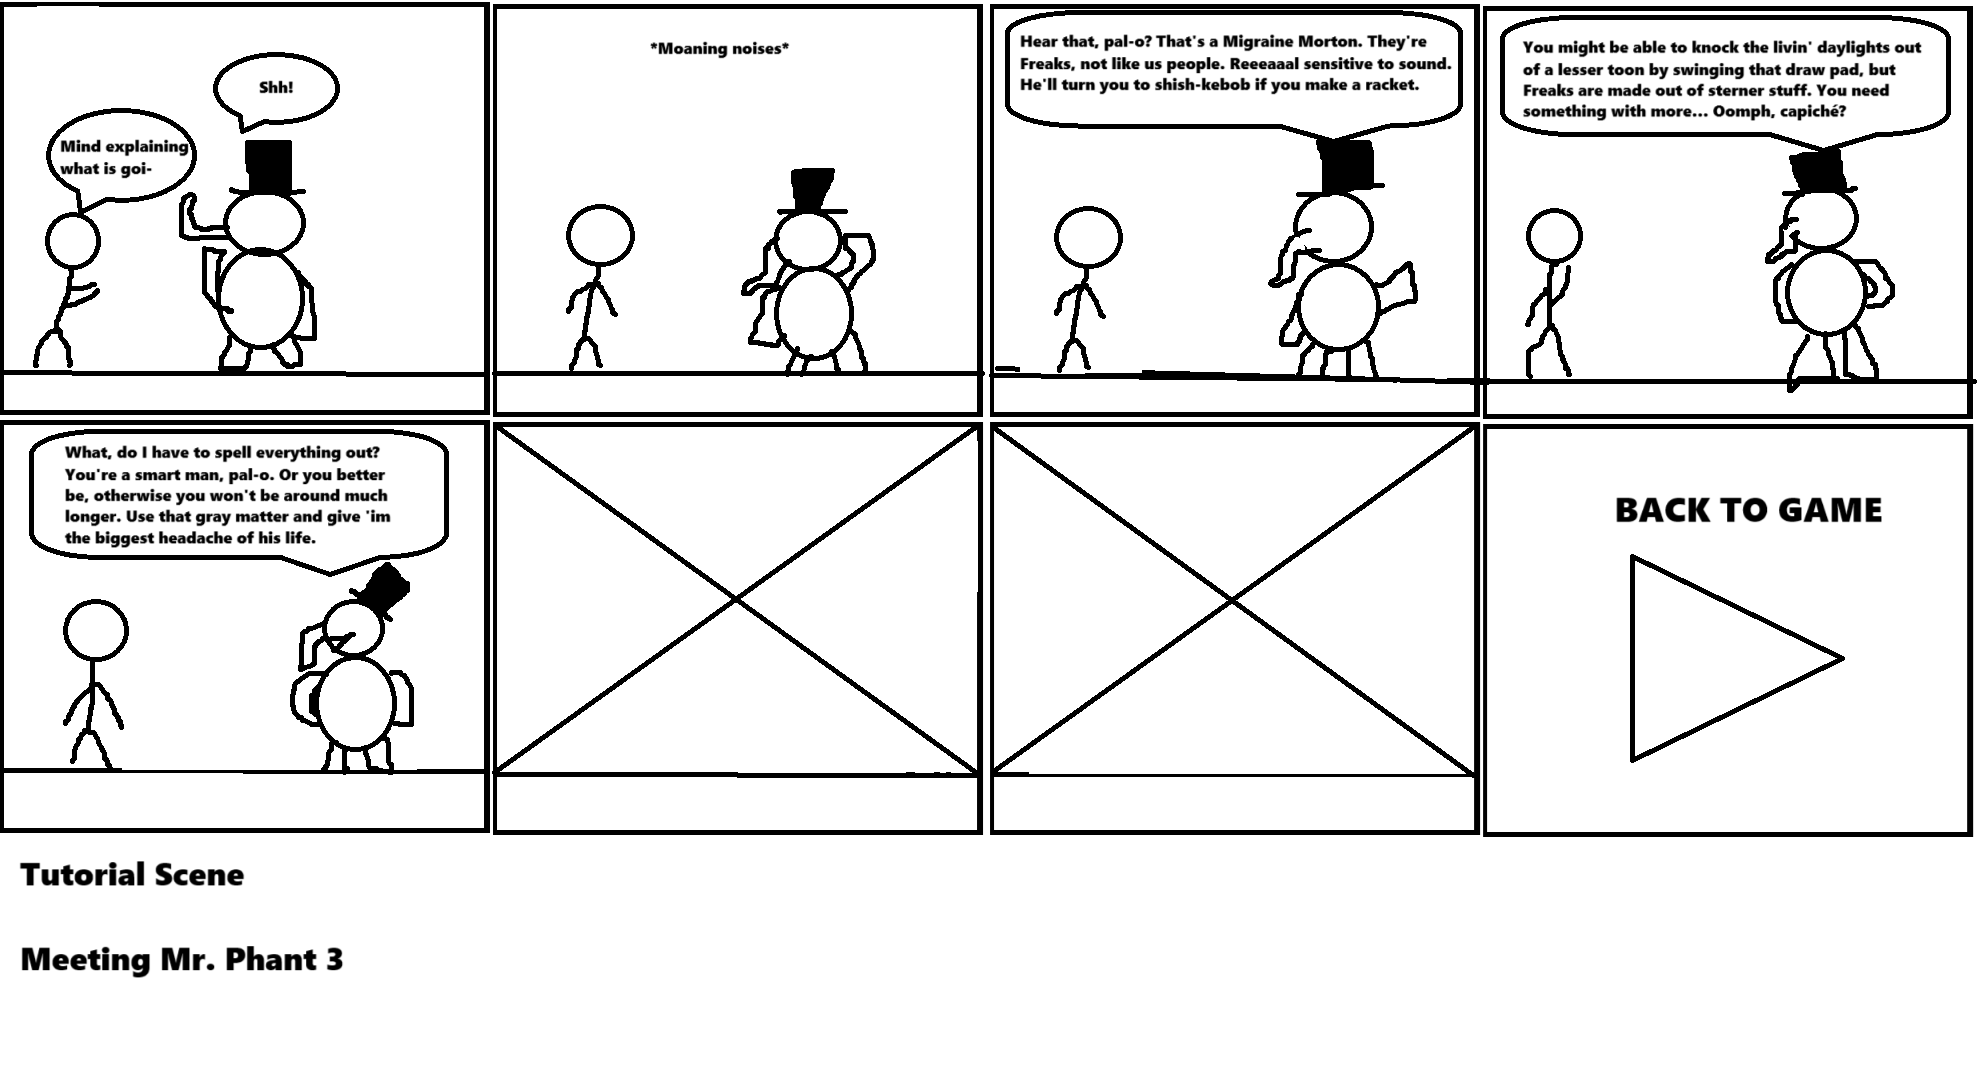 Shh!
Mind explaining
what is goi-
*Moaning noises*
Hear that, pal-o? That's a Migraine Morton. They're
Freaks, not like us people. Reeeaaal sensitive to sound.
He'll turn you to shish-kebob if you make a racket.
You might be able to knock the livin' daylights out
of a lesser toon by swinging that draw pad, but
Freaks are made out of sterner stuff. You need
something with more... Oomph, capiché?
What, do I have to spell everything out?
You're a smart man, pal-o. Or you better
be, otherwise you won't be around much
longer. Use that gray matter and give 'im
the biggest headache of his life.
BACK TO GAME
Tutorial Scene
Meeting Mr. Phant 3